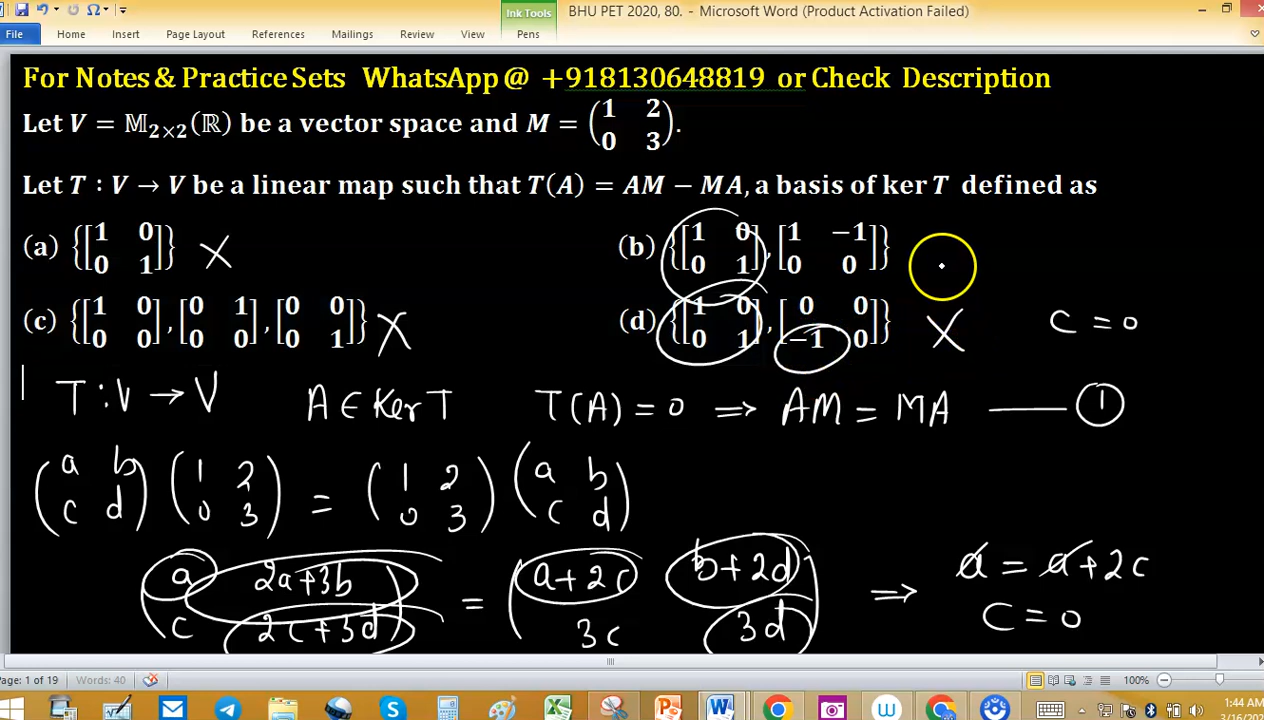 Ink Tools
BHU PET 2020, 80. - Microsoft Word (Product Activation Failed)
File Home Insert Page Layout References Mailings Review View Pens
For Notes & Practice Sets WhatsApp @ +918130648819 or Check Description
Let V = 𝕄₂ₓ₂(ℝ) be a vector space and M = (1 2
0 3).
Let T : V → V be a linear map such that T(A) = AM − MA, a basis of ker T defined as
(a) {[1 0
0 1]} X
(b) {[1 0
0 1], [1 −1
0 0]}
(c) {[1 0
0 0], [0 1
0 0], [0 0
0 1]} X
(d) {[1 0
0 1], [0 0
−1 0]} X C = 0
T : V → V A ∈ Ker T T(A) = 0 ⇒ AM = MA —— ①
(a b
c d) (1 2
0 3) = (1 2
0 3) (a b
c d)
(a 2a+3b
c 2c+3d) = (a+2c b+2d
3c 3d) ⇒ a = a+2c
C = 0
Page: 1 of 19 Words: 40 100%
1:44 AM